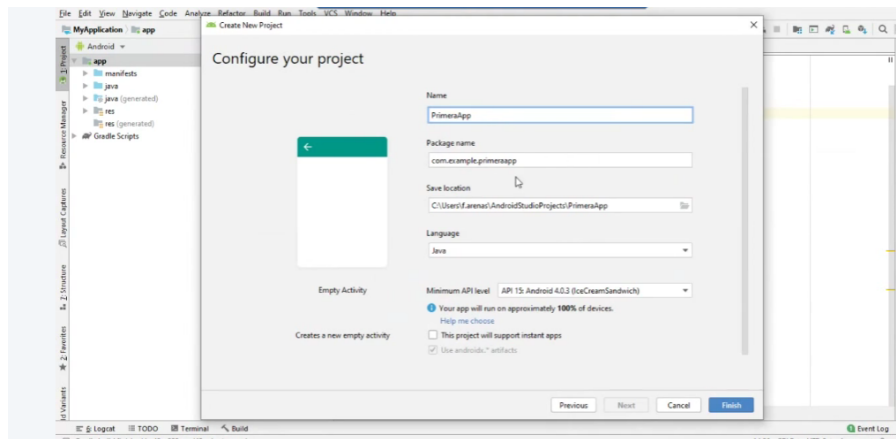 File Edit View Navigate Code Analyze Refactor Build Run Tools VCS Window Help
MyApplication app
Create New Project
1: Project
Resource Manager
Layout Captures
Z: Structure
2: Favorites
Android
app
manifests
java
java (generated)
res
res (generated)
Gradle Scripts
Configure your project
Name
PrimeraApp
Package name
com.example.primeraapp
Save location
C:\Users\f.arenas\AndroidStudioProjects\PrimeraApp
Language
Java
Minimum API level API 15: Android 4.0.3 (IceCreamSandwich)
Your app will run on approximately 100% of devices.
Help me choose
This project will support instant apps
Use androidx.* artifacts
Empty Activity
Creates a new empty activity
Previous Next Cancel Finish
6: Logcat TODO Terminal Build Event Log